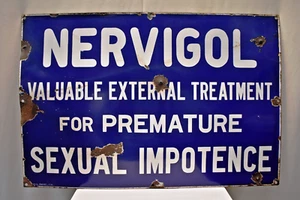 NERVIGOL
VALUABLE EXTERNAL TREATMENT
FOR PREMATURE
SEXUAL IMPOTENCE